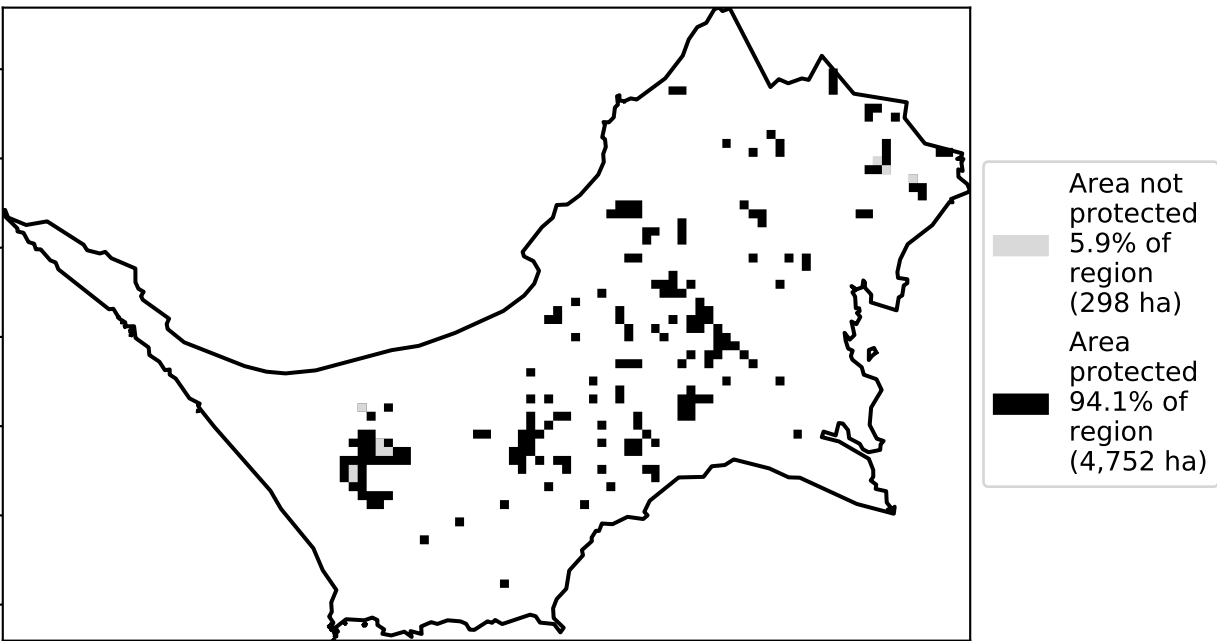 Area not
protected
5.9% of
region
(298 ha)
Area
protected
94.1% of
region
(4,752 ha)